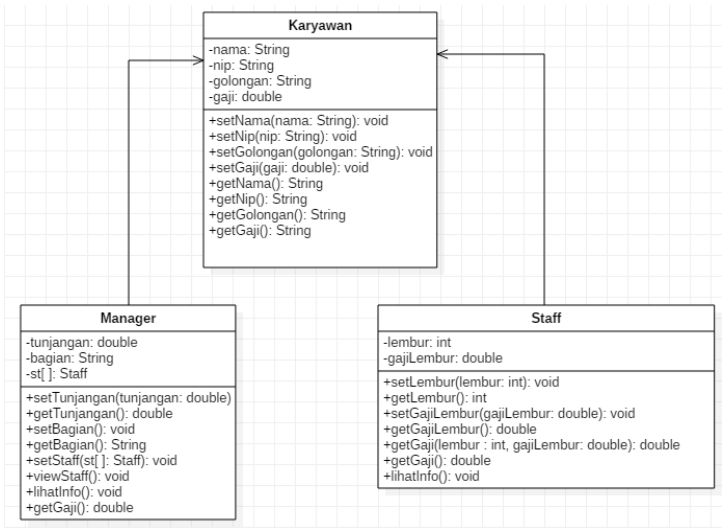 Karyawan
-nama: String
-nip: String
-golongan: String
-gaji: double
+setNama(nama: String): void
+setNip(nip: String): void
+setGolongan(golongan: String): void
+setGaji(gaji: double): void
+getNama(): String
+getNip(): String
+getGolongan(): String
+getGaji(): String
Manager
-tunjangan: double
-bagian: String
-st[ ]: Staff
+setTunjangan(tunjangan: double)
+getTunjangan(): double
+setBagian(): void
+getBagian(): String
+setStaff(st[ ]: Staff): void
+viewStaff(): void
+lihatInfo(): void
+getGaji(): double
Staff
-lembur: int
-gajiLembur: double
+setLembur(lembur: int): void
+getLembur(): int
+setGajiLembur(gajiLembur: double): void
+getGajiLembur(): double
+getGaji(lembur : int, gajiLembur: double): double
+getGaji(): double
+lihatInfo(): void